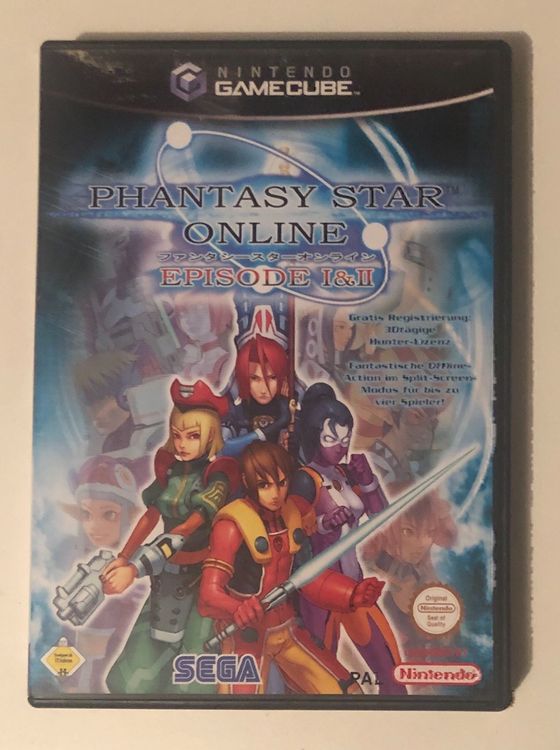 NINTENDO
GAMECUBE™
PHANTASY STAR™
ONLINE
ファンタシースターオンライン
EPISODE I&II
Gratis Registrierung:
30tägige
Hunter-Lizenz
Fantastische Offline-
Action im Split-Screen-
Modus für bis zu
vier Spieler!
Original
Nintendo
Seal of
Quality
SEGA
PAL
Nintendo